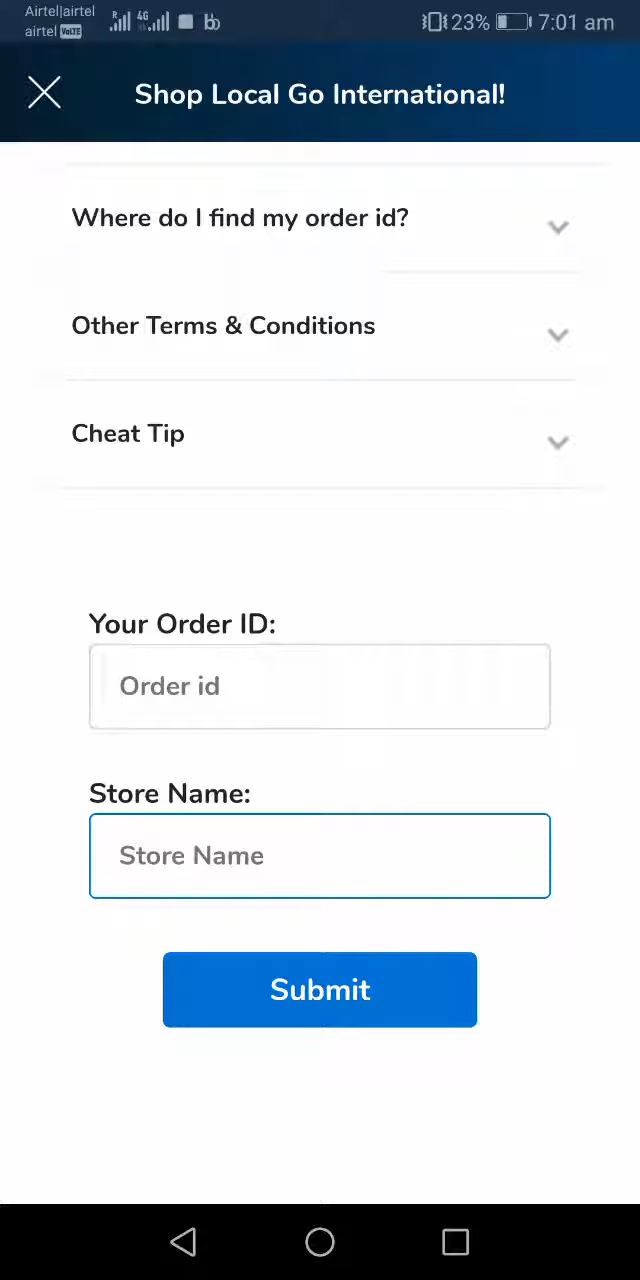 Airtel|airtel
airtel VoLTE
R 4G 23% 7:01 am
Shop Local Go International!
Where do I find my order id?
Other Terms & Conditions
Cheat Tip
Your Order ID:
Order id
Store Name:
Store Name
Submit